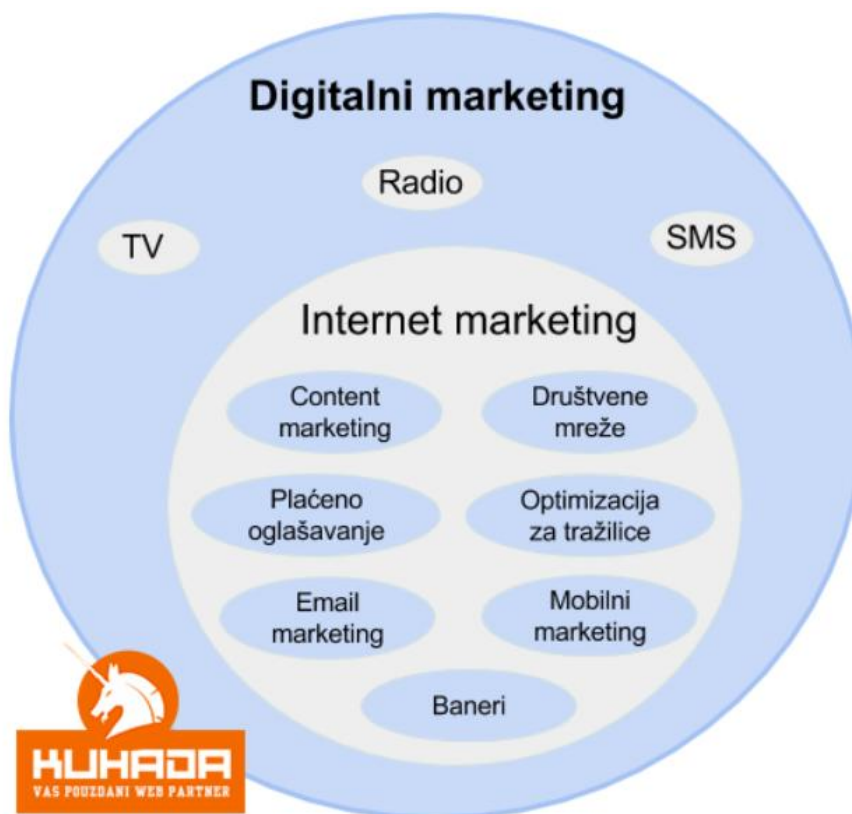 Digitalni marketing
Radio
TV
SMS
Internet marketing
Content
marketing
Društvene
mreže
Plaćeno
oglašavanje
Optimizacija
za tražilice
Email
marketing
Mobilni
marketing
Baneri
KUHADA
VAS POUZDANI WEB PARTNER